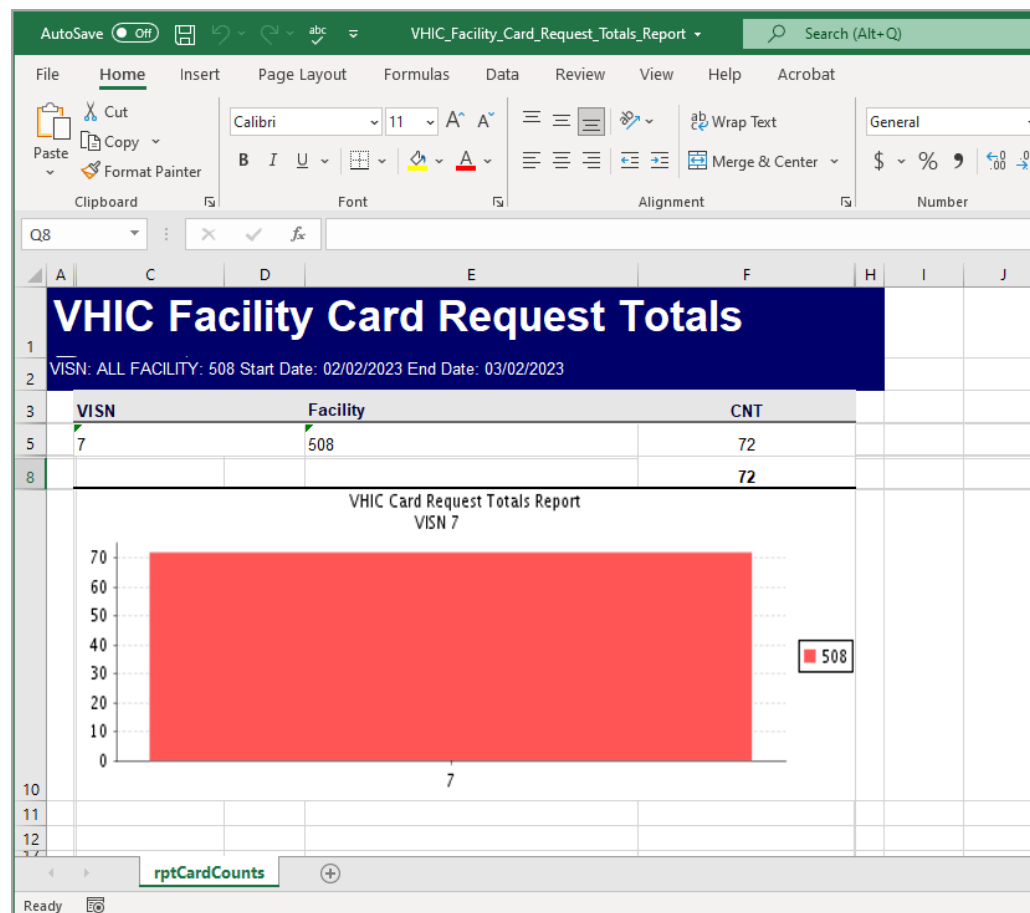 AutoSave Off abc VHIC_Facility_Card_Request_Totals_Report Search (Alt+Q)
File Home Insert Page Layout Formulas Data Review View Help Acrobat
Paste
Cut
Copy
Format Painter
Clipboard
Calibri 11 A A
B I U A
Font
ab Wrap Text
Merge & Center
Alignment
General
$ % 9 .00
Number
Q8 fx
A C D E F H I J
1 VHIC Facility Card Request Totals
2 VISN: ALL FACILITY: 508 Start Date: 02/02/2023 End Date: 03/02/2023
3 VISN Facility CNT
5 7 508 72
8 72
VHIC Card Request Totals Report
VISN 7
70
60
50
40
30
20
10
0
7
508
10
11
12
rptCardCounts
Ready